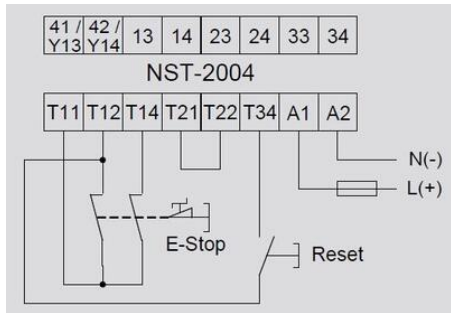 41 / 42 / 13 14 23 24 33 34
Y13 Y14
NST-2004
T11 T12 T14 T21 T22 T34 A1 A2
N(-)
L(+)
E-Stop
Reset